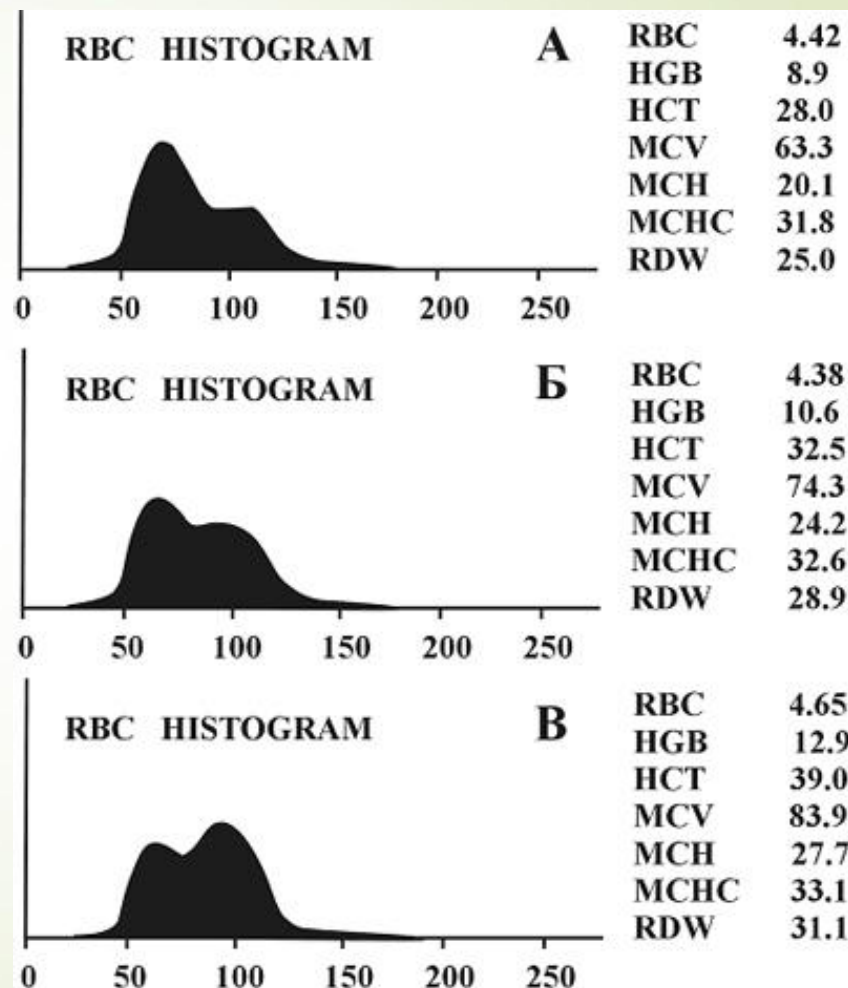 RBC HISTOGRAM А
RBC 4.42
HGB 8.9
HCT 28.0
MCV 63.3
MCH 20.1
MCHC 31.8
RDW 25.0
0 50 100 150 200 250
RBC HISTOGRAM Б
RBC 4.38
HGB 10.6
HCT 32.5
MCV 74.3
MCH 24.2
MCHC 32.6
RDW 28.9
0 50 100 150 200 250
RBC HISTOGRAM В
RBC 4.65
HGB 12.9
HCT 39.0
MCV 83.9
MCH 27.7
MCHC 33.1
RDW 31.1
0 50 100 150 200 250